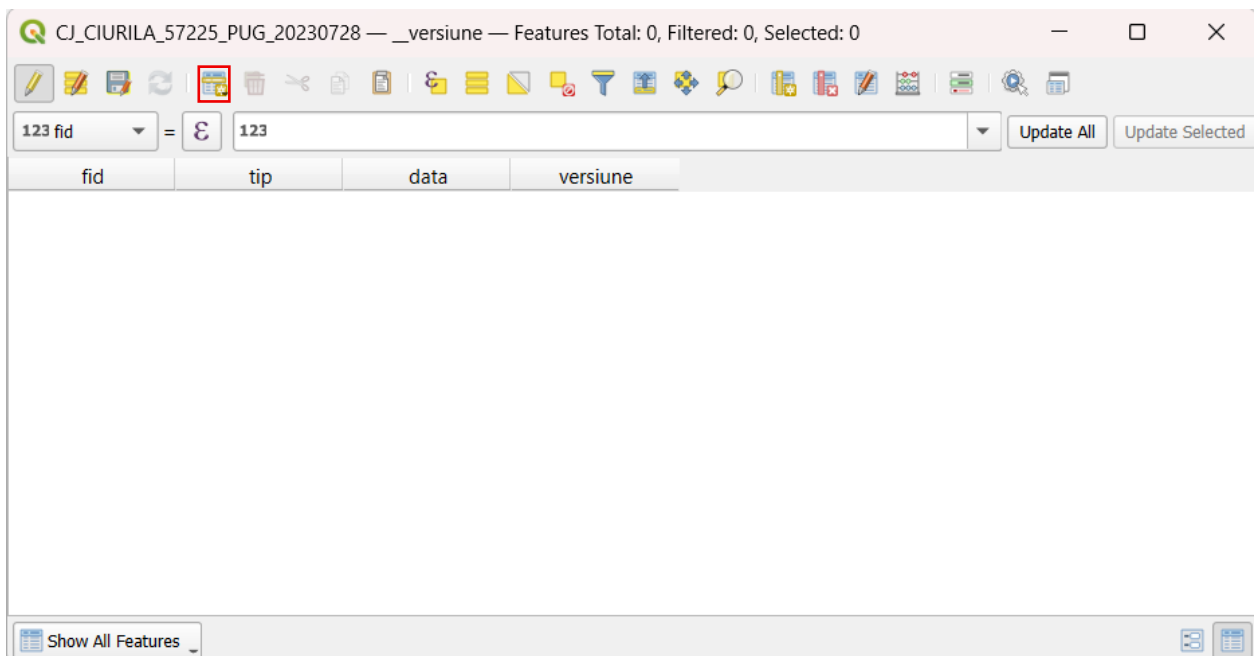 CJ_CIURILA_57225_PUG_20230728 — __versiune — Features Total: 0, Filtered: 0, Selected: 0
123 fid = ε 123 Update All Update Selected
fid tip data versiune
Show All Features